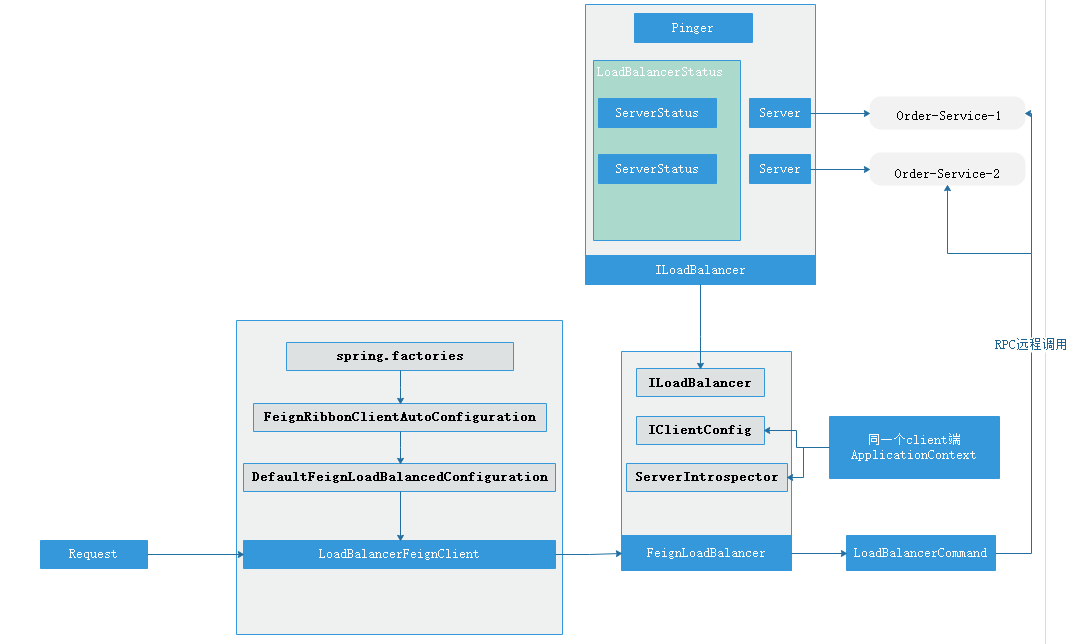 Pinger
LoadBalancerStatus
ServerStatus
Server
Order-Service-1
ServerStatus
Server
Order-Service-2
ILoadBalancer
RPC远程调用
spring.factories
FeignRibbonClientAutoConfiguration
DefaultFeignLoadBalancedConfiguration
ILoadBalancer
IClientConfig
ServerIntrospector
同一个client端
ApplicationContext
Request
LoadBalancerFeignClient
FeignLoadBalancer
LoadBalancerCommand